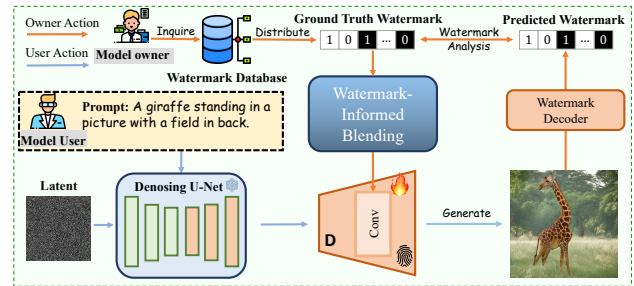 Owner Action
User Action
Model owner
Inquire
Watermark Database
Distribute
Ground Truth Watermark
1 0 1 ... 0
Watermark
Analysis
Predicted Watermark
1 0 1 ... 0
Prompt: A giraffe standing in a
picture with a field in back.
Model User
Watermark-
Informed
Blending
Watermark
Decoder
Latent
Denosing U-Net
D
Conv
Generate